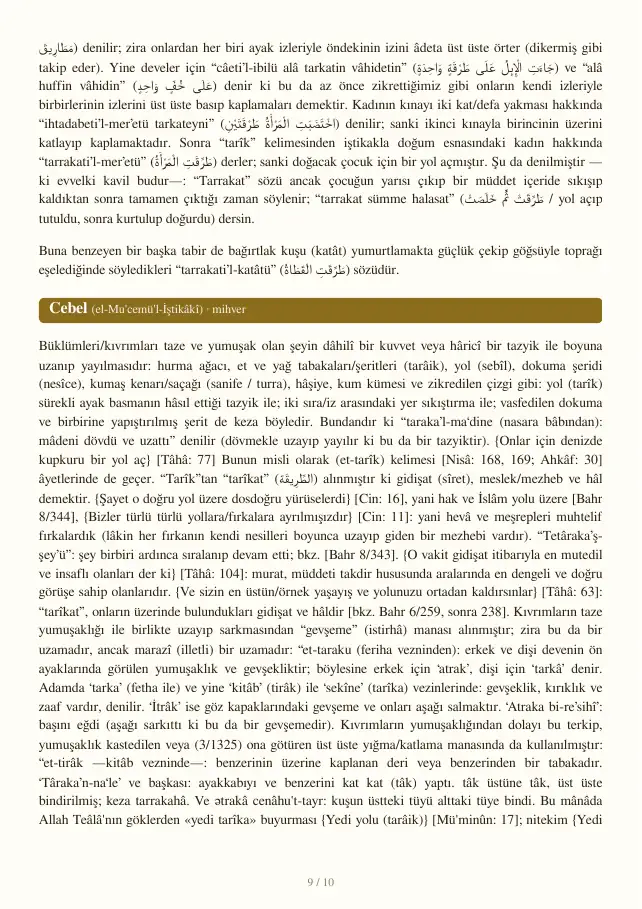 مَطَارِيقُ) denilir; zira onlardan her biri ayak izleriyle öndekinin izini âdeta üst üste örter (dikermiş gibi
takip eder). Yine develer için “câeti’l-ibilü alâ tarkatin vâhidetin” (جَاءَتِ الْإِبِلُ عَلَى طَرْقَةٍ وَاحِدَةٍ) ve “alâ
huffin vâhidin” (عَلَى خُفٍّ وَاحِدٍ) denir ki bu da az önce zikrettiğimiz gibi onların kendi izleriyle
birbirlerinin izlerini üst üste basıp kaplamaları demektir. Kadının kınayı iki kat/defa yakması hakkında
“ihtadabeti’l-mer’etü tarkateyni” (اخْتَضَبَتِ الْمَرْأَةُ طَرْقَتَيْنِ) denilir; sanki ikinci kınayla birincinin üzerini
katlayıp kaplamaktadır. Sonra “tarîk” kelimesinden iştikakla doğum esnasındaki kadın hakkında
“tarrakati’l-mer’etü” (طَرَّقَتِ الْمَرْأَةُ) derler; sanki doğacak çocuk için bir yol açmıştır. Şu da denilmiştir —
ki evvelki kavil budur—: “Tarrakat” sözü ancak çocuğun yarısı çıkıp bir müddet içeride sıkışıp
kaldıktan sonra tamamen çıktığı zaman söylenir; “tarrakat sümme halasat” (طَرَّقَتْ ثُمَّ خَلَصَتْ / yol açıp
tutuldu, sonra kurtulup doğurdu) dersin.
Buna benzeyen bir başka tabir de bağırtlak kuşu (katât) yumurtlamakta güçlük çekip göğsüyle toprağı
eşelediğinde söyledikleri “tarrakati’l-katâtü” (طَرَّقَتِ الْقَطَاةُ) sözüdür.
Cebel (el-Mu'cemü'l-İştikâkî) · mihver
Büklümleri/kıvrımları taze ve yumuşak olan şeyin dâhilî bir kuvvet veya hâricî bir tazyik ile boyuna
uzanıp yayılmasıdır: hurma ağacı, et ve yağ tabakaları/şeritleri (tarâik), yol (sebîl), dokuma şeridi
(nesîce), kumaş kenarı/saçağı (sanife / turra), hâşiye, kum kümesi ve zikredilen çizgi gibi: yol (tarîk)
sürekli ayak basmanın hâsıl ettiği tazyik ile; iki sıra/iz arasındaki yer sıkıştırma ile; vasfedilen dokuma
ve birbirine yapıştırılmış şerit de keza böyledir. Bundandır ki “taraka’l-ma‘dine (nasara bâbından):
mâdeni dövdü ve uzattı” denilir (dövmekle uzayıp yayılır ki bu da bir tazyiktir). {Onlar için denizde
kupkuru bir yol aç} [Tâhâ: 77] Bunun misli olarak (et-tarîk) kelimesi [Nisâ: 168, 169; Ahkâf: 30]
âyetlerinde de geçer. “Tarîk”tan “tarîkat” (الطَّرِيقَة) alınmıştır ki gidişat (sîret), meslek/mezheb ve hâl
demektir. {Şayet o doğru yol üzere dosdoğru yürüselerdi} [Cin: 16], yani hak ve İslâm yolu üzere [Bahr
8/344], {Bizler türlü türlü yollara/fırkalara ayrılmışızdır} [Cin: 11]: yani hevâ ve meşrepleri muhtelif
fırkalardık (lâkin her fırkanın kendi nesilleri boyunca uzayıp giden bir mezhebi vardır). “Tetâraka’ş-
şey’ü”: şey birbiri ardınca sıralanıp devam etti; bkz. [Bahr 8/343]. {O vakit gidişat itibarıyla en mutedil
ve insaflı olanları der ki} [Tâhâ: 104]: murat, müddeti takdir hususunda aralarında en dengeli ve doğru
görüşe sahip olanlarıdır. {Ve sizin en üstün/örnek yaşayış ve yolunuzu ortadan kaldırsınlar} [Tâhâ: 63]:
“tarîkat”, onların üzerinde bulundukları gidişat ve hâldir [bkz. Bahr 6/259, sonra 238]. Kıvrımların taze
yumuşaklığı ile birlikte uzayıp sarkmasından “gevşeme” (istirhâ) manası alınmıştır; zira bu da bir
uzamadır, ancak marazî (illetli) bir uzamadır: “et-taraku (feriha vezninden): erkek ve dişi devenin ön
ayaklarında görülen yumuşaklık ve gevşekliktir; böylesine erkek için ‘atrak’, dişi için ‘tarkâ’ denir.
Adamda ‘tarka’ (fetha ile) ve yine ‘kitâb’ (tirâk) ile ‘sekîne’ (tarîka) vezinlerinde: gevşeklik, kırıklık ve
zaaf vardır, denilir. ‘İtrâk’ ise göz kapaklarındaki gevşeme ve onları aşağı salmaktır. ‘Atraka bi-re’sihî’:
başını eğdi (aşağı sarkıttı ki bu da bir gevşemedir). Kıvrımların yumuşaklığından dolayı bu terkip,
yumuşaklık kastedilen veya (3/1325) ona götüren üst üste yığma/katlama manasında da kullanılmıştır:
“et-tirâk —kitâb vezninde—: benzerinin üzerine kaplanan deri veya benzerinden bir tabakadır.
‘Târaka’n-na‘le’ ve başkası: ayakkabıyı ve benzerini kat kat (tâk) yaptı. tâk üstüne tâk, üst üste
bindirilmiş; keza tarrakahâ. Ve ətrakâ cenâhu't-tayr: kuşun üstteki tüyü alttaki tüye bindi. Bu mânâda
Allah Teâlâ'nın göklerden «yedi tarîka» buyurması {Yedi yolu (tarâik)} [Mü'minûn: 17]; nitekim {Yedi
9 / 10